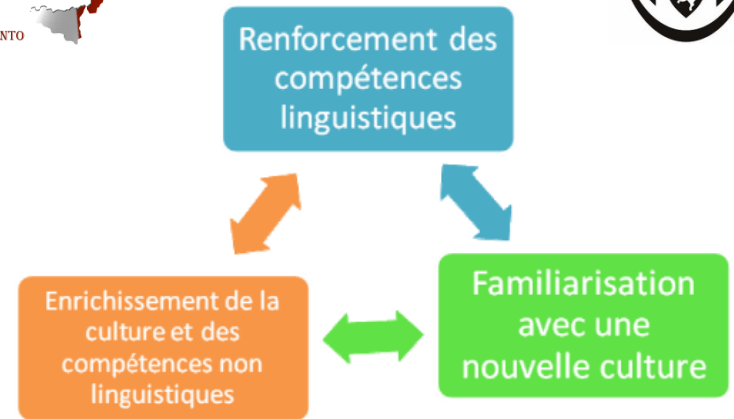 NTO
Renforcement des
compétences
linguistiques
Enrichissement de la
culture et des
compétences non
linguistiques
Familiarisation
avec une
nouvelle culture